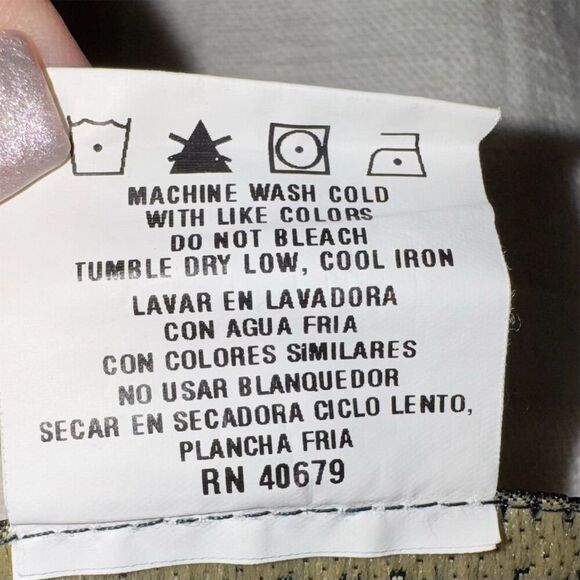 MACHINE WASH COLD
WITH LIKE COLORS
DO NOT BLEACH
TUMBLE DRY LOW, COOL IRON
LAVAR EN LAVADORA
CON AGUA FRIA
CON COLORES SIMILARES
NO USAR BLANQUEDOR
SECAR EN SECADORA CICLO LENTO,
PLANCHA FRIA
RN 40679